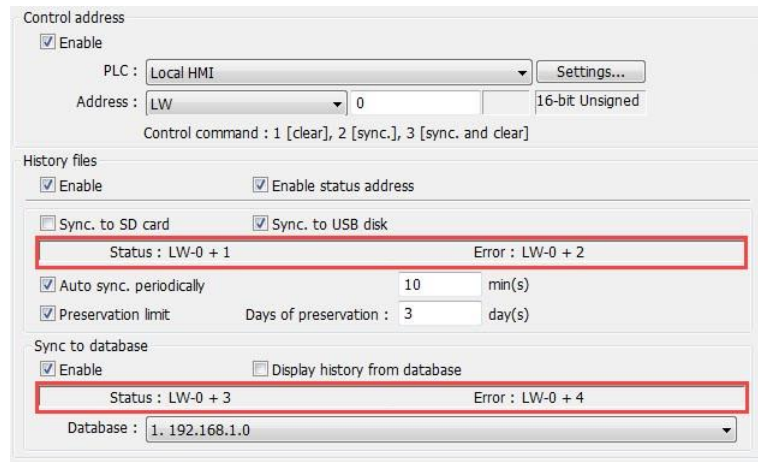 Control address
Enable
PLC : Local HMI Settings...
Address : LW 0 16-bit Unsigned
Control command : 1 [clear], 2 [sync.], 3 [sync. and clear]
History files
Enable Enable status address
Sync. to SD card Sync. to USB disk
Status : LW-0 + 1 Error : LW-0 + 2
Auto sync. periodically 10 min(s)
Preservation limit Days of preservation : 3 day(s)
Sync to database
Enable Display history from database
Status : LW-0 + 3 Error : LW-0 + 4
Database : 1. 192.168.1.0